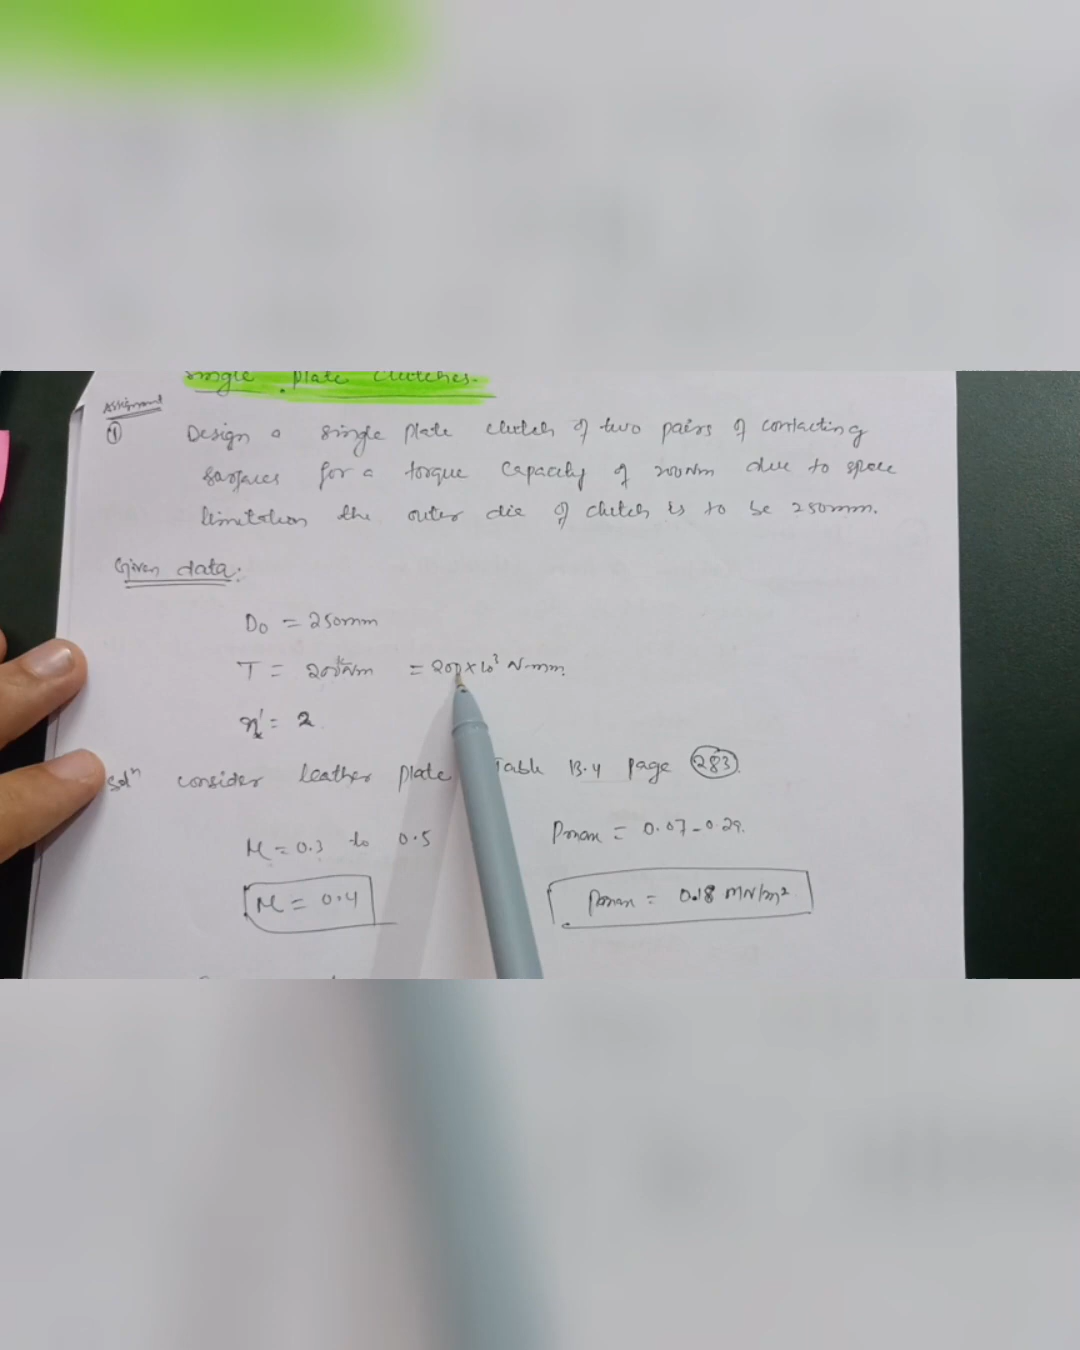 single plate clutches.
Assignment
① Design a single plate clutch of two pairs of contacting
surfaces for a torque capacity of 200Nm due to space
limitation the outer dia of clutch is to be 250mm.
Given data:
D₀ = 250mm
T = 200Nm = 200×10³ N-mm.
= 2
Solⁿ consider leather plate Table 13.4 page 283.
μ = 0.3 to 0.5 Pmax = 0.07-0.29.
μ = 0.4 Pmax = 0.18 MN/m²